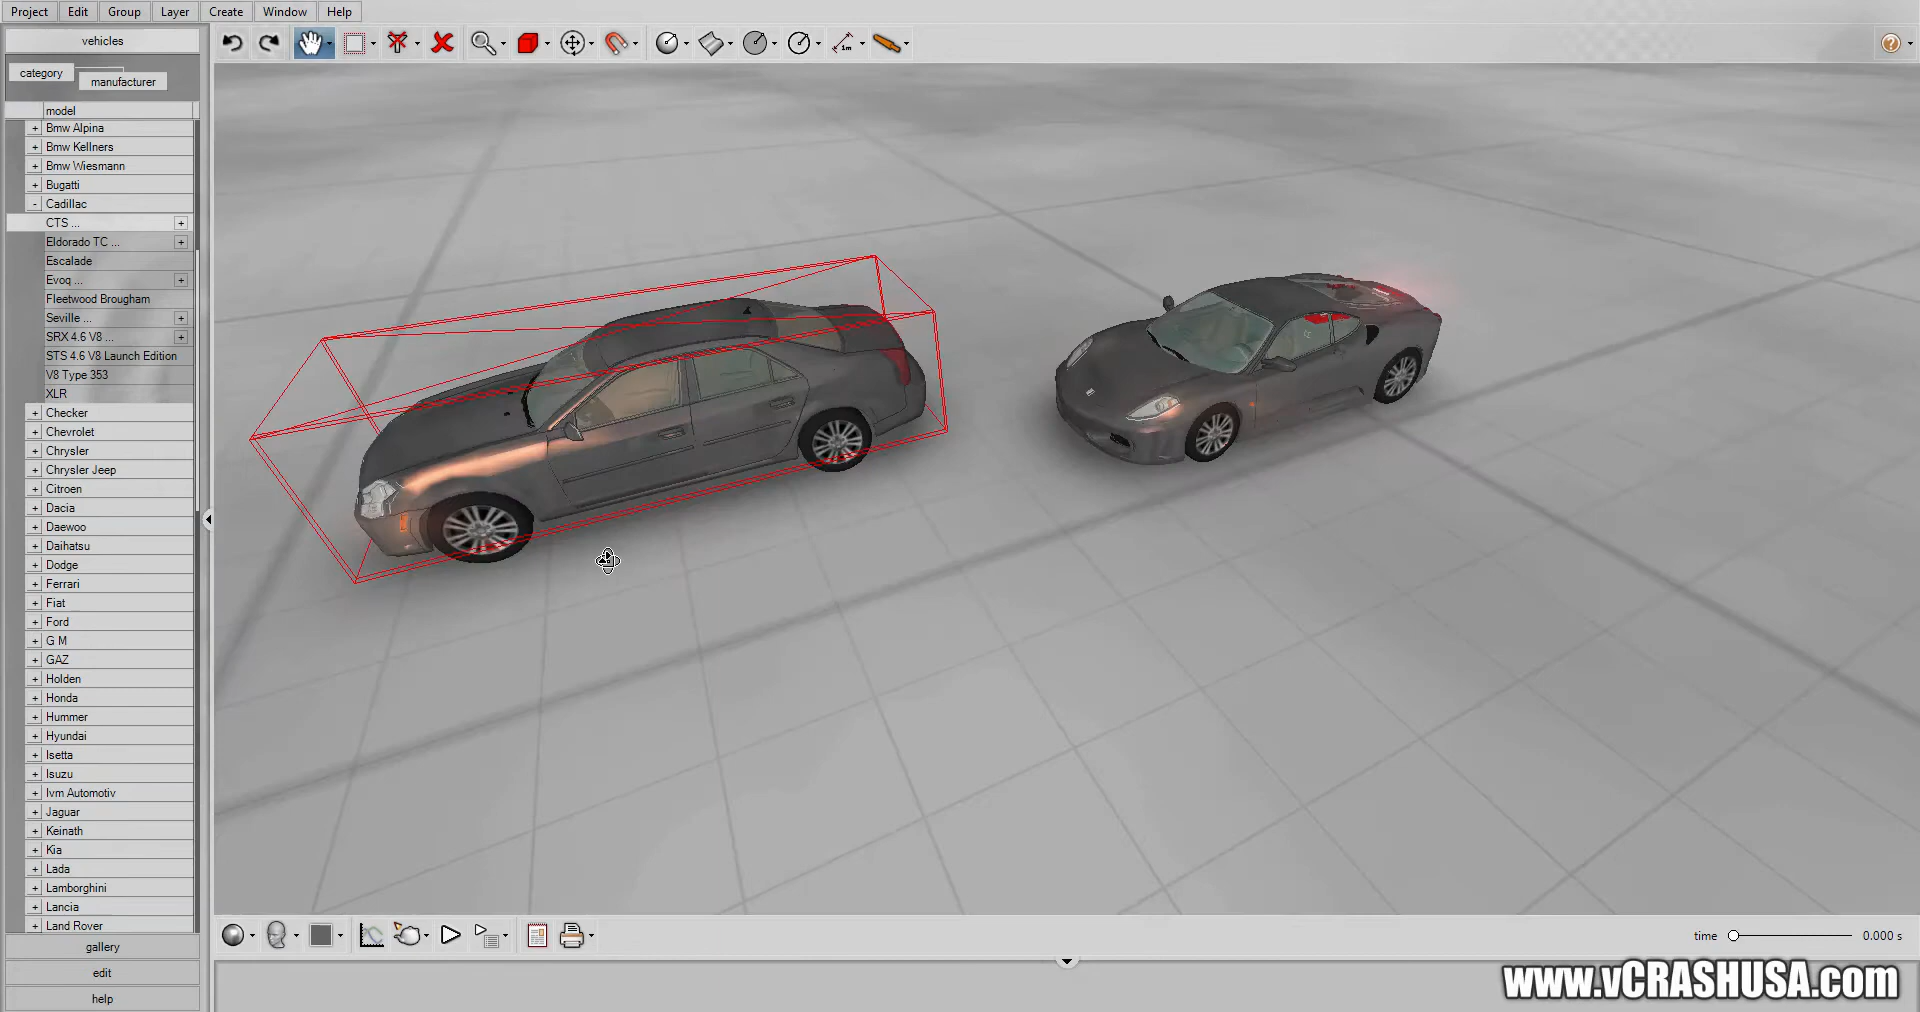 Project Edit Group Layer Create Window Help
vehicles
category
manufacturer
model
Bmw Alpina
Bmw Kellners
Bmw Wiesmann
Bugatti
Cadillac
CTS ...
Eldorado TC ...
Escalade
Evoq ...
Fleetwood Brougham
Seville ...
SRX 4.6 V8 ...
STS 4.6 V8 Launch Edition
V8 Type 353
XLR
Checker
Chevrolet
Chrysler
Chrysler Jeep
Citroen
Dacia
Daewoo
Daihatsu
Dodge
Ferrari
Fiat
Ford
G M
GAZ
Holden
Honda
Hummer
Hyundai
Isetta
Isuzu
Ivm Automotiv
Jaguar
Keinath
Kia
Lada
Lamborghini
Lancia
Land Rover
gallery
edit
help
1m
time 0.000 s
www.vCRASHUSA.com